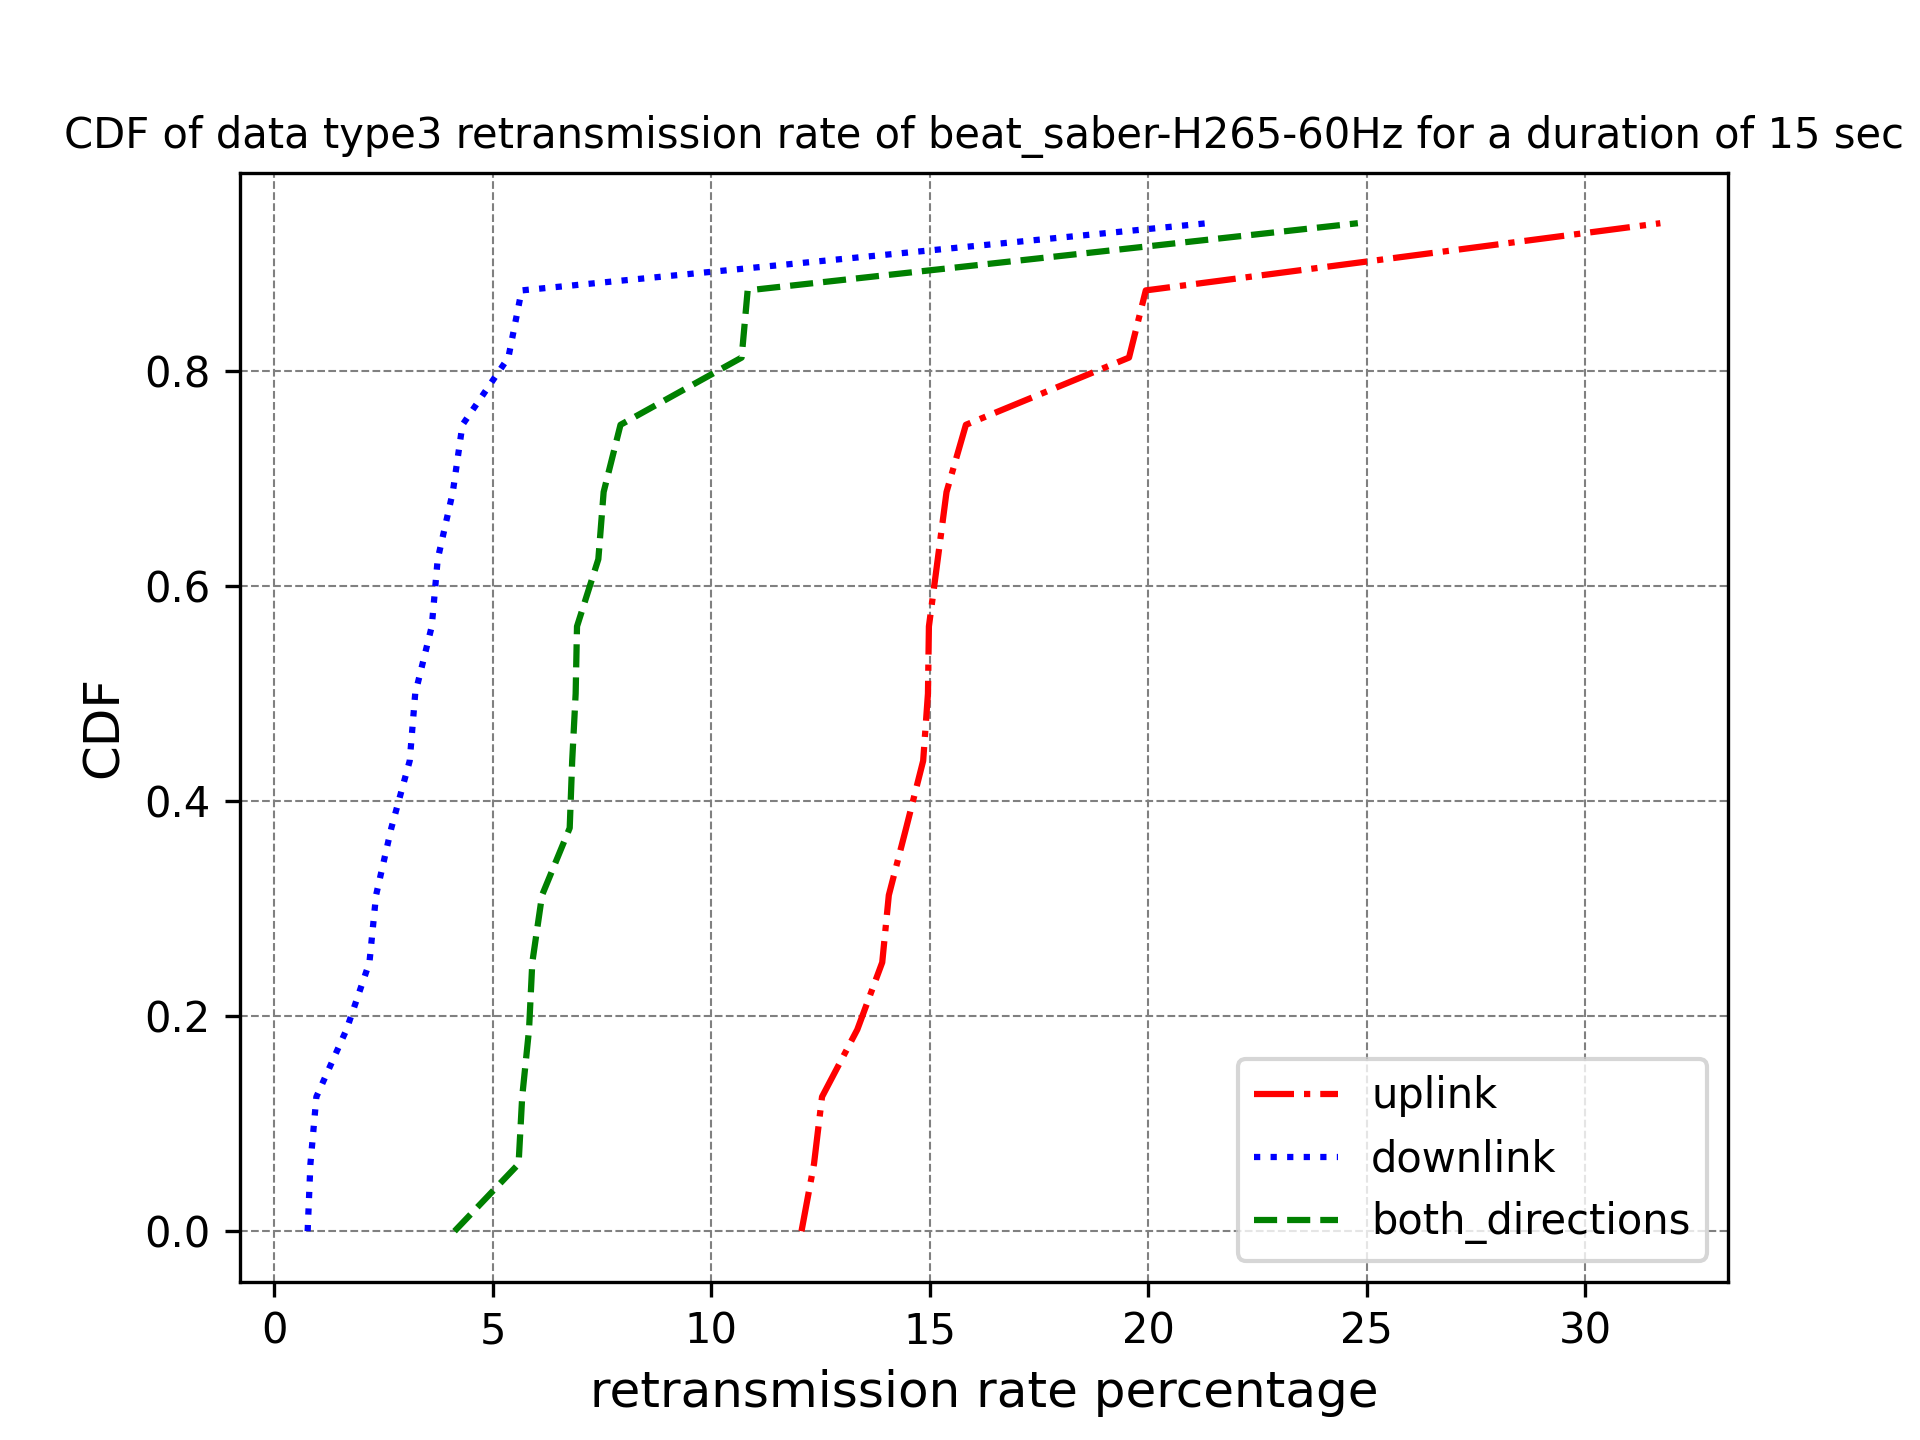 CDF of data type3 retransmission rate of beat_saber-H265-60Hz for a duration of 15 sec
CDF
0.8
0.6
0.4
0.2
0.0
0 5 10 15 20 25 30
retransmission rate percentage
uplink
downlink
both_directions